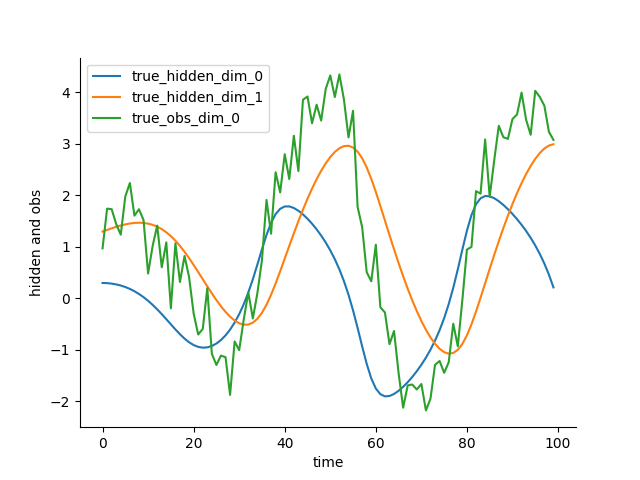 true_hidden_dim_0
true_hidden_dim_1
true_obs_dim_0
hidden and obs
4
3
2
1
0
−1
−2
0 20 40 60 80 100
time